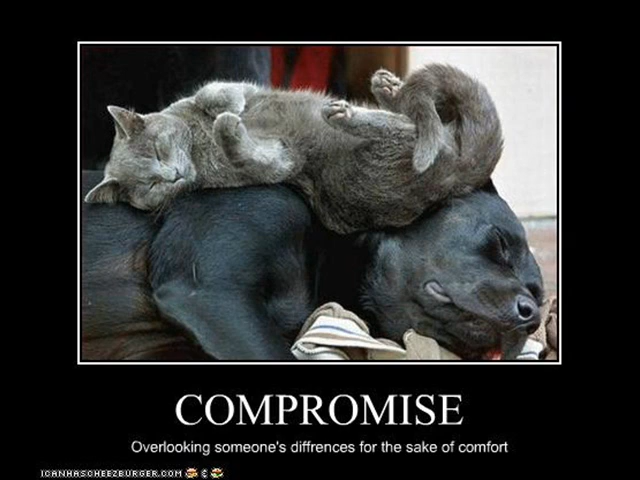 COMPROMISE
Overlooking someone's diffrences for the sake of comfort
ICANHASCHEEZBURGER.COM